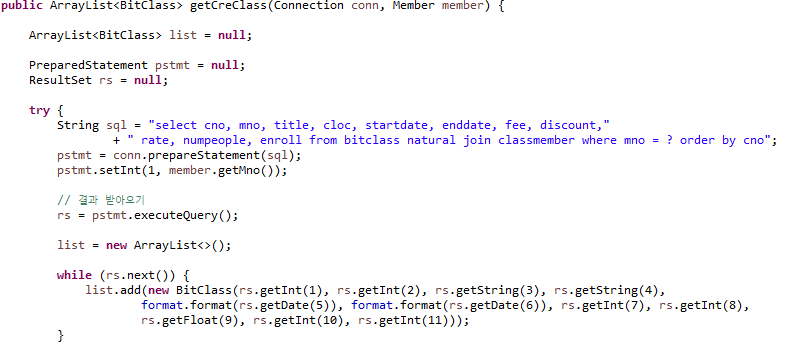 public ArrayList<BitClass> getCreClass(Connection conn, Member member) {
ArrayList<BitClass> list = null;
PreparedStatement pstmt = null;
ResultSet rs = null;
try {
String sql = "select cno, mno, title, cloc, startdate, enddate, fee, discount,"
+ " rate, numpeople, enroll from bitclass natural join classmember where mno = ? order by cno";
pstmt = conn.prepareStatement(sql);
pstmt.setInt(1, member.getMno());
// 결과 받아오기
rs = pstmt.executeQuery();
list = new ArrayList<>();
while (rs.next()) {
list.add(new BitClass(rs.getInt(1), rs.getInt(2), rs.getString(3), rs.getString(4),
format.format(rs.getDate(5)), format.format(rs.getDate(6)), rs.getInt(7), rs.getInt(8),
rs.getFloat(9), rs.getInt(10), rs.getInt(11)));
}